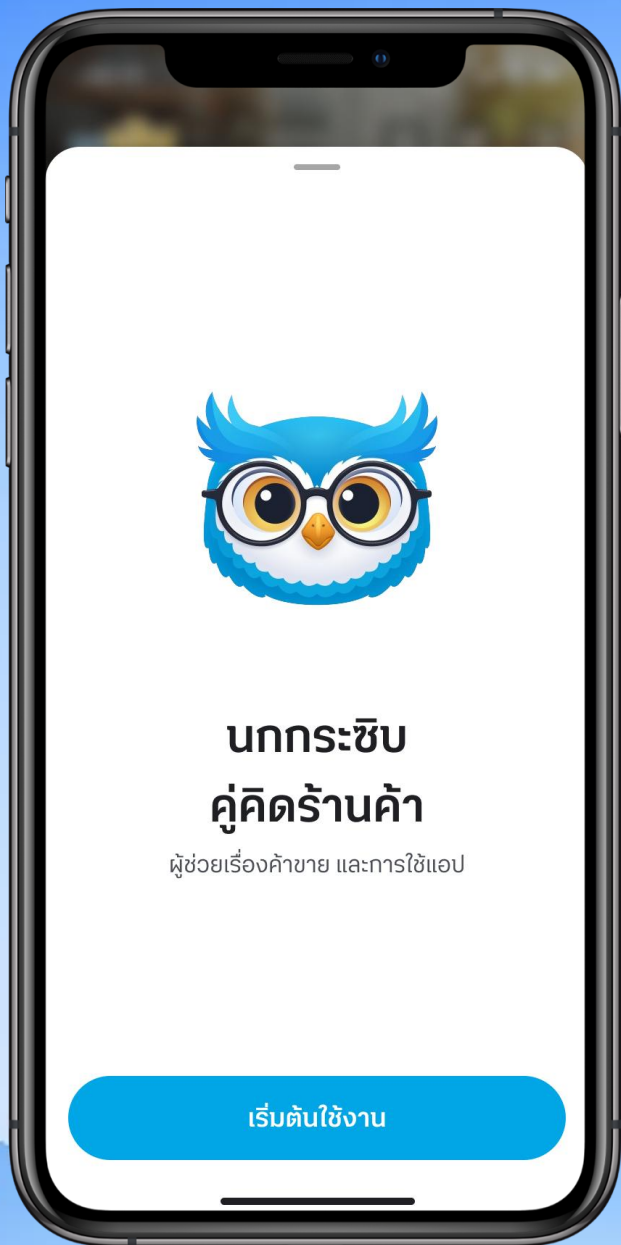 นกกระซิบ
คู่คิดร้านค้า
ผู้ช่วยเรื่องค้าขาย และการใช้แอป
เริ่มต้นใช้งาน